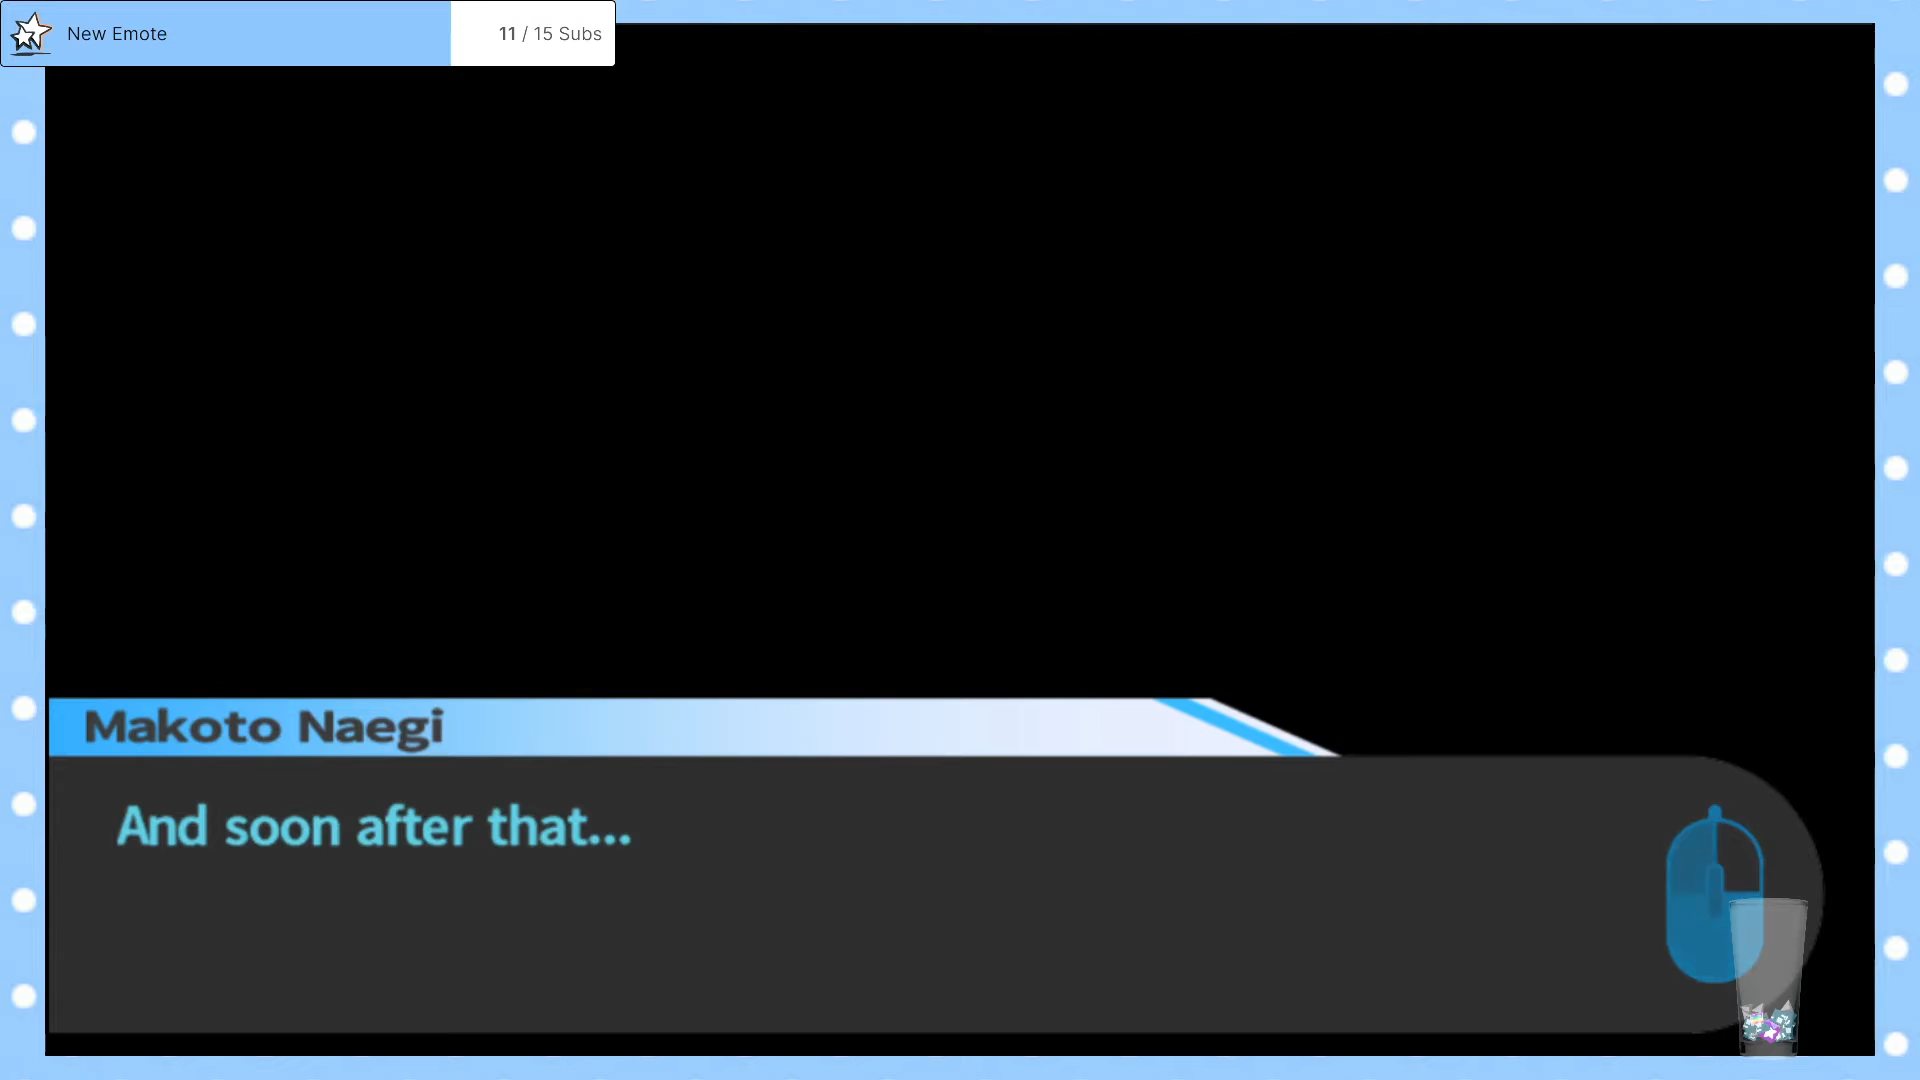 New Emote
11 / 15 Subs
Makoto Naegi
And soon after that...